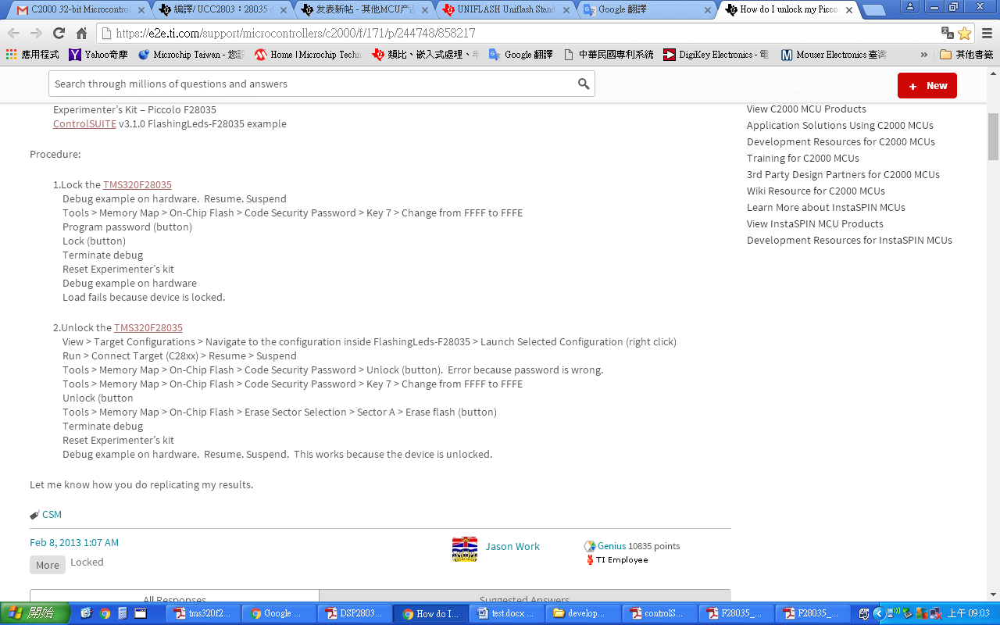 C2000 32-bit Microcontrol
編譯/ UCC2803：28035 d
发表新帖 - 其他MCU产品
UNIFLASH Uniflash Stand
Google 翻譯
How do I unlock my Picco
https://e2e.ti.com/support/microcontrollers/c2000/f/171/p/244748/858217
應用程式
Yahoo奇摩
Microchip Taiwan - 您設
Home | Microchip Techn
類比、嵌入式處理、半
Google 翻譯
中華民國專利系統
DigiKey Electronics - 電
Mouser Electronics 臺灣
»
其他書籤
Search through millions of questions and answers
+ New
Experimenter's Kit – Piccolo F28035
ControlSUITE v3.1.0 FlashingLeds-F28035 example
Procedure:
1.Lock the TMS320F28035
Debug example on hardware. Resume. Suspend
Tools > Memory Map > On-Chip Flash > Code Security Password > Key 7 > Change from FFFF to FFFE
Program password (button)
Lock (button)
Terminate debug
Reset Experimenter's kit
Debug example on hardware
Load fails because device is locked.
2.Unlock the TMS320F28035
View > Target Configurations > Navigate to the configuration inside FlashingLeds-F28035 > Launch Selected Configuration (right click)
Run > Connect Target (C28xx) > Resume > Suspend
Tools > Memory Map > On-Chip Flash > Code Security Password > Unlock (button). Error because password is wrong.
Tools > Memory Map > On-Chip Flash > Code Security Password > Key 7 > Change from FFFF to FFFE
Unlock (button
Tools > Memory Map > On-Chip Flash > Erase Sector Selection > Sector A > Erase flash (button)
Terminate debug
Reset Experimenter's kit
Debug example on hardware. Resume. Suspend. This works because the device is unlocked.
Let me know how you do replicating my results.
CSM
Feb 8, 2013 1:07 AM
Jason Work
Genius 10835 points
TI Employee
More
Locked
All Responses
Suggested Answers
View C2000 MCU Products
Application Solutions Using C2000 MCUs
Development Resources for C2000 MCUs
Training for C2000 MCUs
3rd Party Design Partners for C2000 MCUs
Wiki Resource for C2000 MCUs
Learn More about InstaSPIN MCUs
View InstaSPIN MCU Products
Development Resources for InstaSPIN MCUs
開始
tms320f2...
Google ...
DSP2803...
How do I...
test.docx ...
develop...
controlS...
F28035_...
F28035_...
上午 09:03